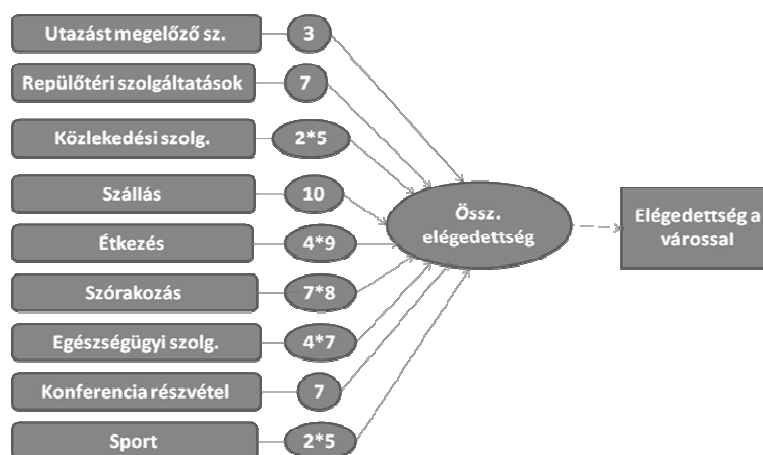 Utazást megelőző sz. 3
Repülőtéri szolgáltatások 7
Közlekedési szolg. 2*5
Szállás 10
Étkezés 4*9
Szórakozás 7*8
Egészségügyi szolg. 4*7
Konferencia részvétel 7
Sport 2*5
Össz.
elégedettség
Elégedettség a
várossal